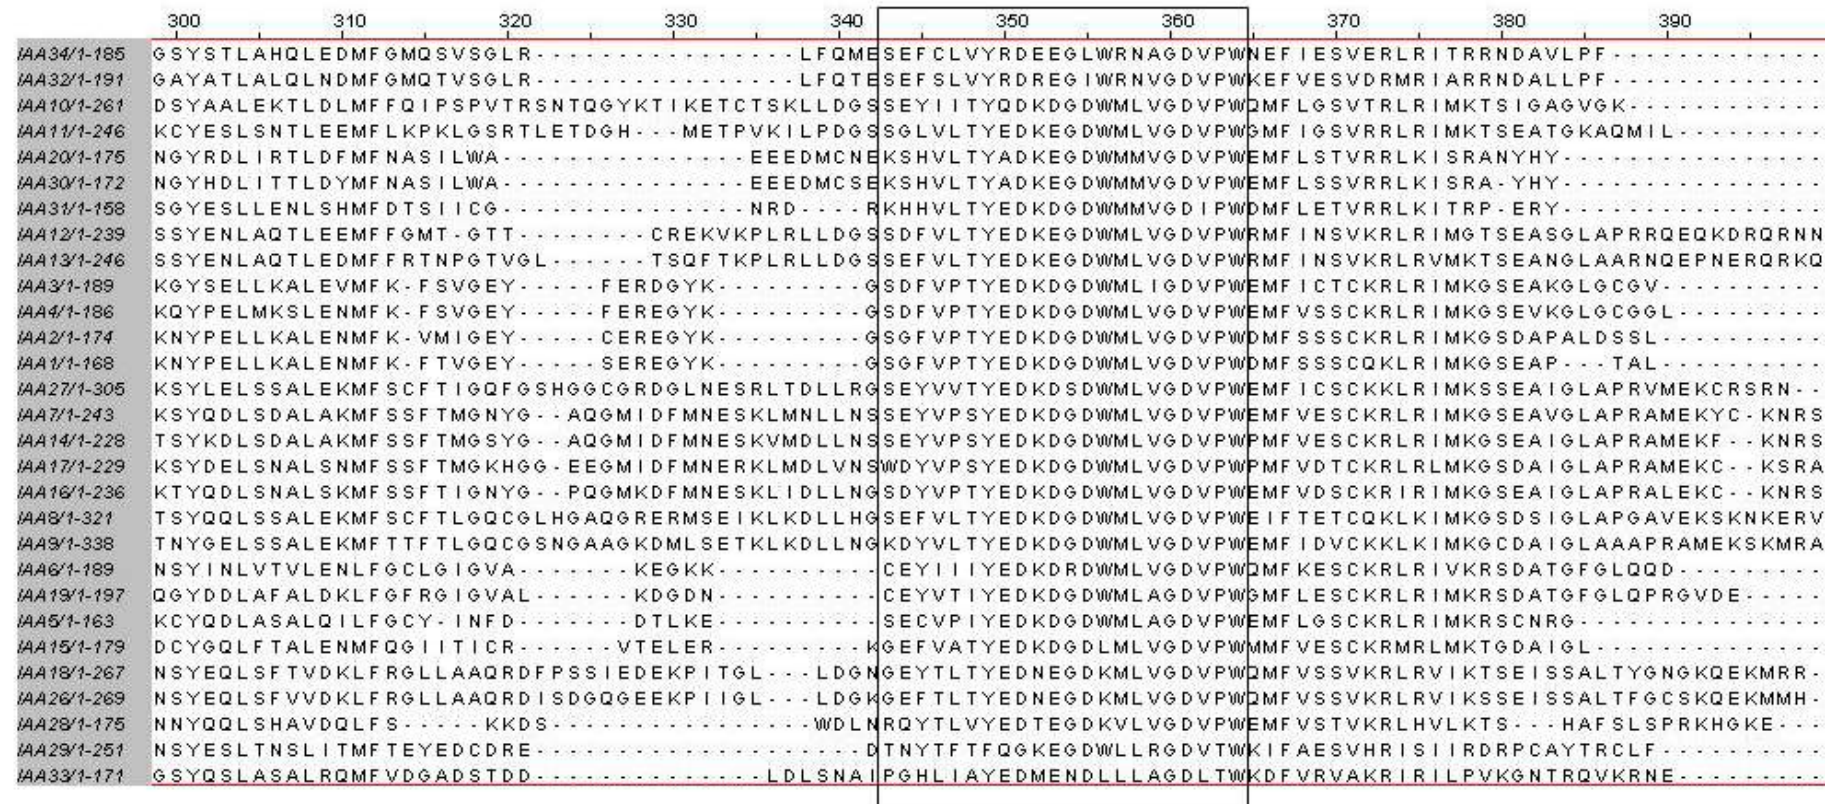 300 310 320 330 340 350 360 370 380 390
IAA34/1-185 GSYSTLAHQLEDMFGMQSVSGLR----------------LFQMESEFCLVYRDEEGLWRNAGDVPWNEFIESVERLRITRRNDAVLPF-------------
IAA32/1-191 GAYATLALQLNDMFGMQTVSGLR----------------LFQTESEFSLVYRDREGIWRNVGDVPWKEFVESVDRMRIARRNDALLPF-------------
IAA10/1-261 DSYAALEKTLDLMFFQIPSPVTRSNTQGYKTIKETCTSKLLDGSSEYIITYQDKDGDWMLVGDVPWQMFLGSVTRLRIMKTSIGAGVGK------------
IAA11/1-246 KCYESLSNTLEEMFLKPKLGSRTLETDGH---METPVKILPDGSSGLVLTYEDKDGDWMLVGDVPWGMFIGSVRRLRIMKTSEATGKAQMIL---------
IAA20/1-175 NGYRDLIRTLDFMFNASILWA---------------EEEDMCNEKSHVLTYADKEGDWMMVGDVPWEMFLSTVRRLKISRANYHY----------------
IAA30/1-172 NGYHDLITTLDYMFNASILWA---------------EEEDMCSEKSHVLTYADKEGDWMMVGDVPWEMFLSSVRRLKISRA-YHY----------------
IAA31/1-158 SGYESLLENLSHMFDTSIICG---------------NRD----RKHHVLTYEDKDGDWMMVGDIPWDMFLETVRRLKITRP-ERY----------------
IAA12/1-239 SSYENLAQTLEEMFFGMT-GTT--------CREKVKPLRLLDGSSDFVLTYEDKEGDWMLVGDVPWRMFINSVKRLRIMGTSEASGLAPRRQEQKDRQRNN
IAA13/1-246 SSYENLAQTLEDMFFRTNPGTVGL------TSQFTKPLRLLDGSSEFVLTYEDKEGDWMLVGDVPWRMFINSVKRLRVMKTSEANGLAARNQEPNERQRKQ
IAA3/1-189 KGYSELLKALEVMFK-FSVGEY-----FERDGYK---------GSDFVPTYEDKDGDWMLIGDVPWEMFICTCKRLRIMKGSEAKGLGCGV----------
IAA4/1-186 KQYPELMKSLENMFK-FSVGEY-----FEREGYK---------GSDFVPTYEDKDGDWMLVGDVPWEMFVSSCKRLRIMKGSEVKGLGCGGL---------
IAA2/1-174 KNYPELLKALENMFK-VMIGEY-----CEREGYK---------GSGFVPTYEDKDGDWMLVGDVPWDMFSSSCKRLRIMKGSDAPALDSSL----------
IAA1/1-168 KNYPELLKALENMFK-FTVGEY-----SEREGYK---------GSGFVPTYEDKDGDWMLVGDVPWDMFSSSCQKLRIMKGSEAP---TAL----------
IAA27/1-305 KSYLELSSALEKMFSCFTIGQFGSHGGCGRDGLNESRLTDLLRGSEYVVTYEDKDSDWMLVGDVPWEMFICSCKKLRIMKSSEAIGLAPRVMEKCRSRN--
IAA7/1-243 KSYQDLSDALAKMFSSFTMGNYG--AQGMIDFMNESKLMNLLNSSEYVPSYEDKDGDWMLVGDVPWEMFVESCKRLRIMKGSEAVGLAPRAMEKYC-KNRS
IAA14/1-228 TSYKDLSDALAKMFSSFTMGSYG--AQGMIDFMNESKVMDLLNSSEYVPSYEDKDGDWMLVGDVPWPMFVESCKRLRIMKGSEAIGLAPRAMEKF--KNRS
IAA17/1-229 KSYDELSNALSNMFSSFTMGKHGG-EEGMIDFMNERKLMDLVNSWDYVPSYEDKDGDWMLVGDVPWPMFVDTCKRLRLMKGSDAIGLAPRAMEKC--KSRA
IAA16/1-236 KTYQDLSNALSKMFSSFTIGNYG--PQGMKDFMNESKLIDLLNGSDYVPTYEDKDGDWMLVGDVPWEMFVDSCKRIRIMKGSEAIGLAPRALEKC--KNRS
IAA8/1-321 TSYQQLSSALEKMFSCFTLGQCGLHGAQGRERMSEIKLKDLLHGSEFVLTYEDKDGDWMLVGDVPWEIFTETCQKLKIMKGSDSIGLAPGAVEKSKNKERV
IAA9/1-338 TNYGELSSALEKMFTTFTLGQCGSNGAAGKDMLSETKLKDLLNGKDYVLTYEDKDGDWMLVGDVPWEMFIDVCKKLKIMKGCDAIGLAAAPRAMEKSKMRA
IAA6/1-189 NSYINLVTVLENLFGCLGIGVA-------KEGKK----------CEYIIIYEDKDRDWMLVGDVPWQMFKESCKRLRIVKRSDATGFGLQQD---------
IAA19/1-197 QGYDDLAFALDKLFGFRGIGVAL------KDGDN----------CEYVTIYEDKDGDWMLAGDVPWGMFLESCKRLRIMKRSDATGFGLQPRGVDE-----
IAA5/1-163 KCYQDLASALQILFGCY-INFD-------DTLKE----------SECVPIYEDKDGDWMLAGDVPWEMFLGSCKRLRIMKRSCNRG---------------
IAA15/1-179 DCYGQLFTALENMFQGIITICR------VTELER---------KGEFVATYEDKDGDLMLVGDVPWMMFVESCKRMRLMKTGDAIGL--------------
IAA18/1-267 NSYEQLSFTVDKLFRGLLAAQRDFPSSIEDEKPITGL---LDGNGEYTLTYEDNEGDKMLVGDVPWQMFVSSVKRLRVIKTSEISSALTYGNGKQEKMRR-
IAA26/1-269 NSYEQLSFVVDKLFRGLLAAQRDISDGQGEEKPIIGL---LDGKGEFTLTYEDNEGDKMLVGDVPWQMFVSSVKRLRVIKSSEISSALTFGCSKQEKMMH-
IAA28/1-175 NNYQQLSHAVDQLFS-----KKDS----------------WDLNRQYTLVYEDTEGDKVLVGDVPWEMFVSTVKRLHVLKTS---HAFSLSPRKHGKE---
IAA29/1-251 NSYESLTNSLITMFTEYEDCDRE--------------------DTNYTFTFQGKEGDWLLRGDVTWKIFAESVHRISIIRDRPCAYTRCLF----------
IAA33/1-171 GSYQSLASALRQMFVDGADSTDD--------------LDLSNAIPGHLIAYEDMENDLLLAGDLTWKDFVRVAKRIRILPVKGNTRQVKRNE---------